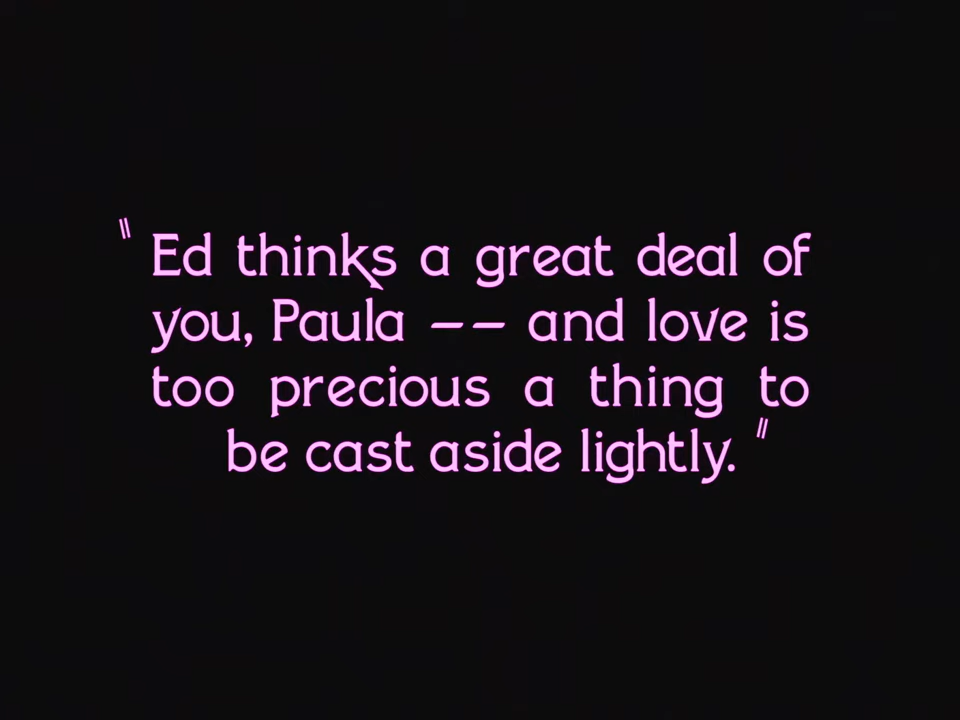 "Ed thinks a great deal of
you, Paula -- and love is
too precious a thing to
be cast aside lightly."